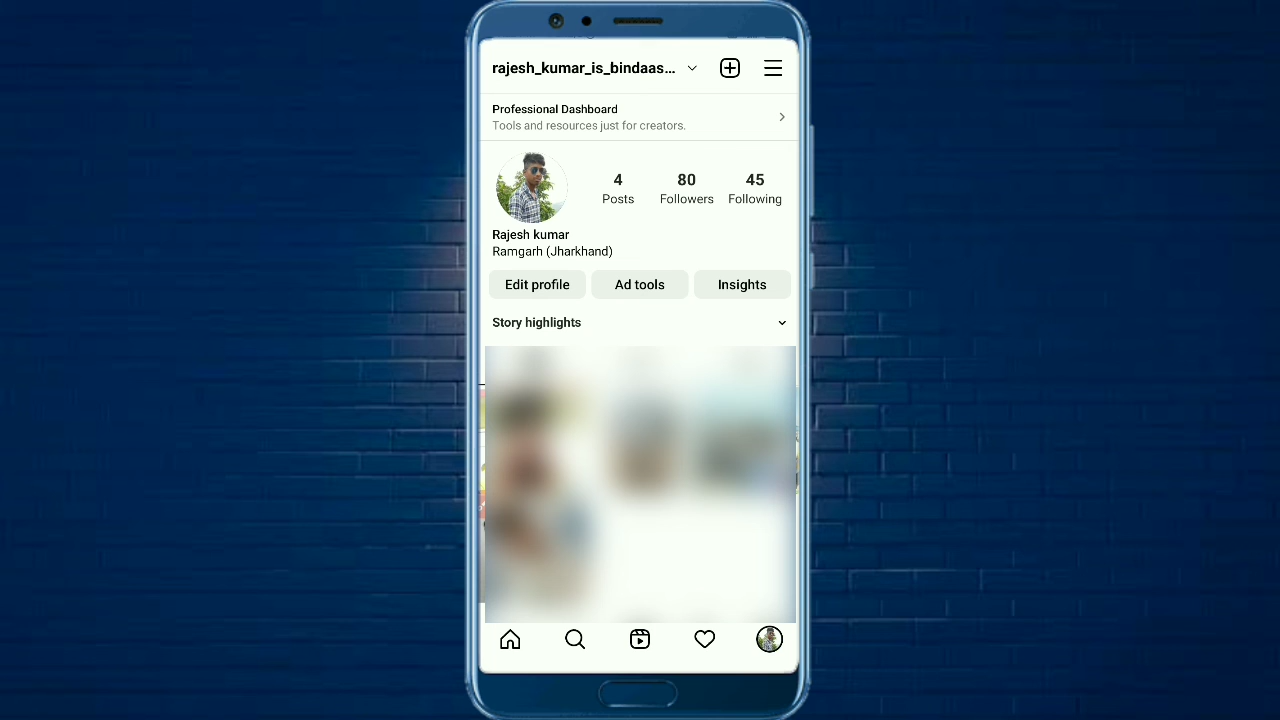 rajesh_kumar_is_bindaas...
Professional Dashboard
Tools and resources just for creators.
4
80
45
Posts
Followers
Following
Rajesh kumar
Ramgarh (Jharkhand)
Edit profile
Ad tools
Insights
Story highlights